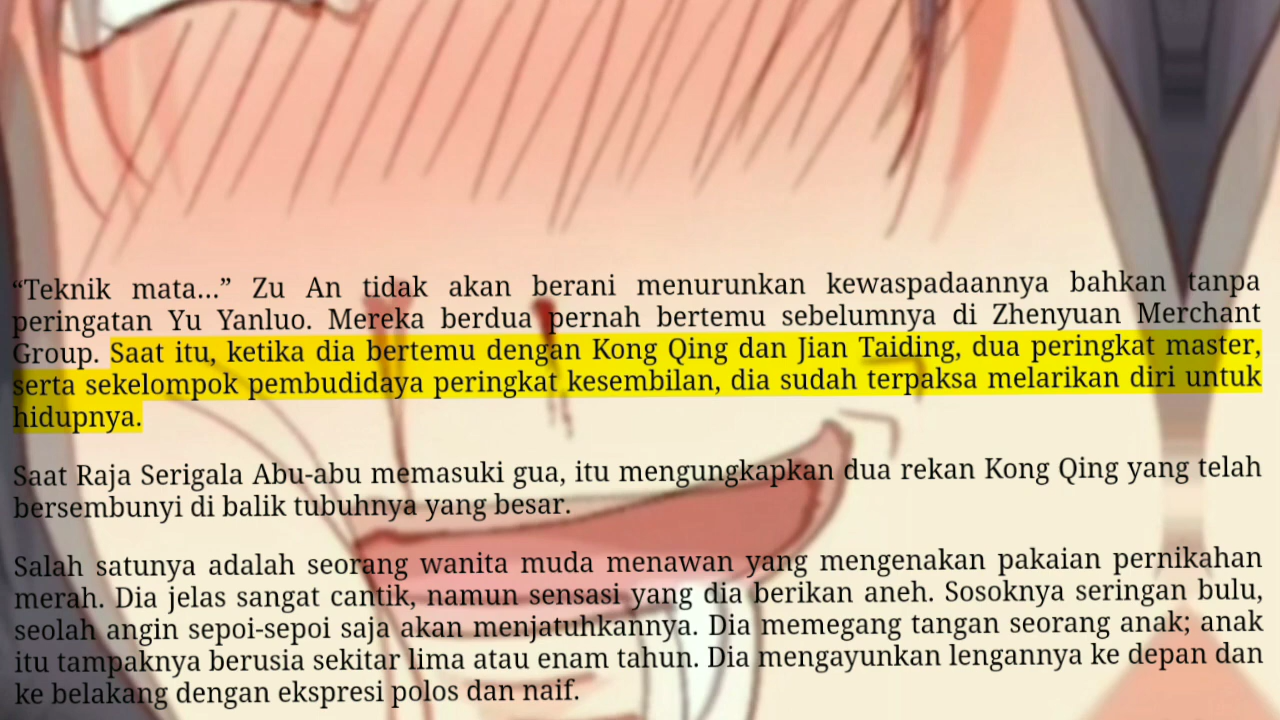 “Teknik mata...” Zu An tidak akan berani menurunkan kewaspadaannya bahkan tanpa
peringatan Yu Yanluo. Mereka berdua pernah bertemu sebelumnya di Zhenyuan Merchant
Group. Saat itu, ketika dia bertemu dengan Kong Qing dan Jian Taiding, dua peringkat master,
serta sekelompok pembudidaya peringkat kesembilan, dia sudah terpaksa melarikan diri untuk
hidupnya.
Saat Raja Serigala Abu-abu memasuki gua, itu mengungkapkan dua rekan Kong Qing yang telah
bersembunyi di balik tubuhnya yang besar.
Salah satunya adalah seorang wanita muda menawan yang mengenakan pakaian pernikahan
merah. Dia jelas sangat cantik, namun sensasi yang dia berikan aneh. Sosoknya seringan bulu,
seolah angin sepoi-sepoi saja akan menjatuhkannya. Dia memegang tangan seorang anak; anak
itu tampaknya berusia sekitar lima atau enam tahun. Dia mengayunkan lengannya ke depan dan
ke belakang dengan ekspresi polos dan naif.